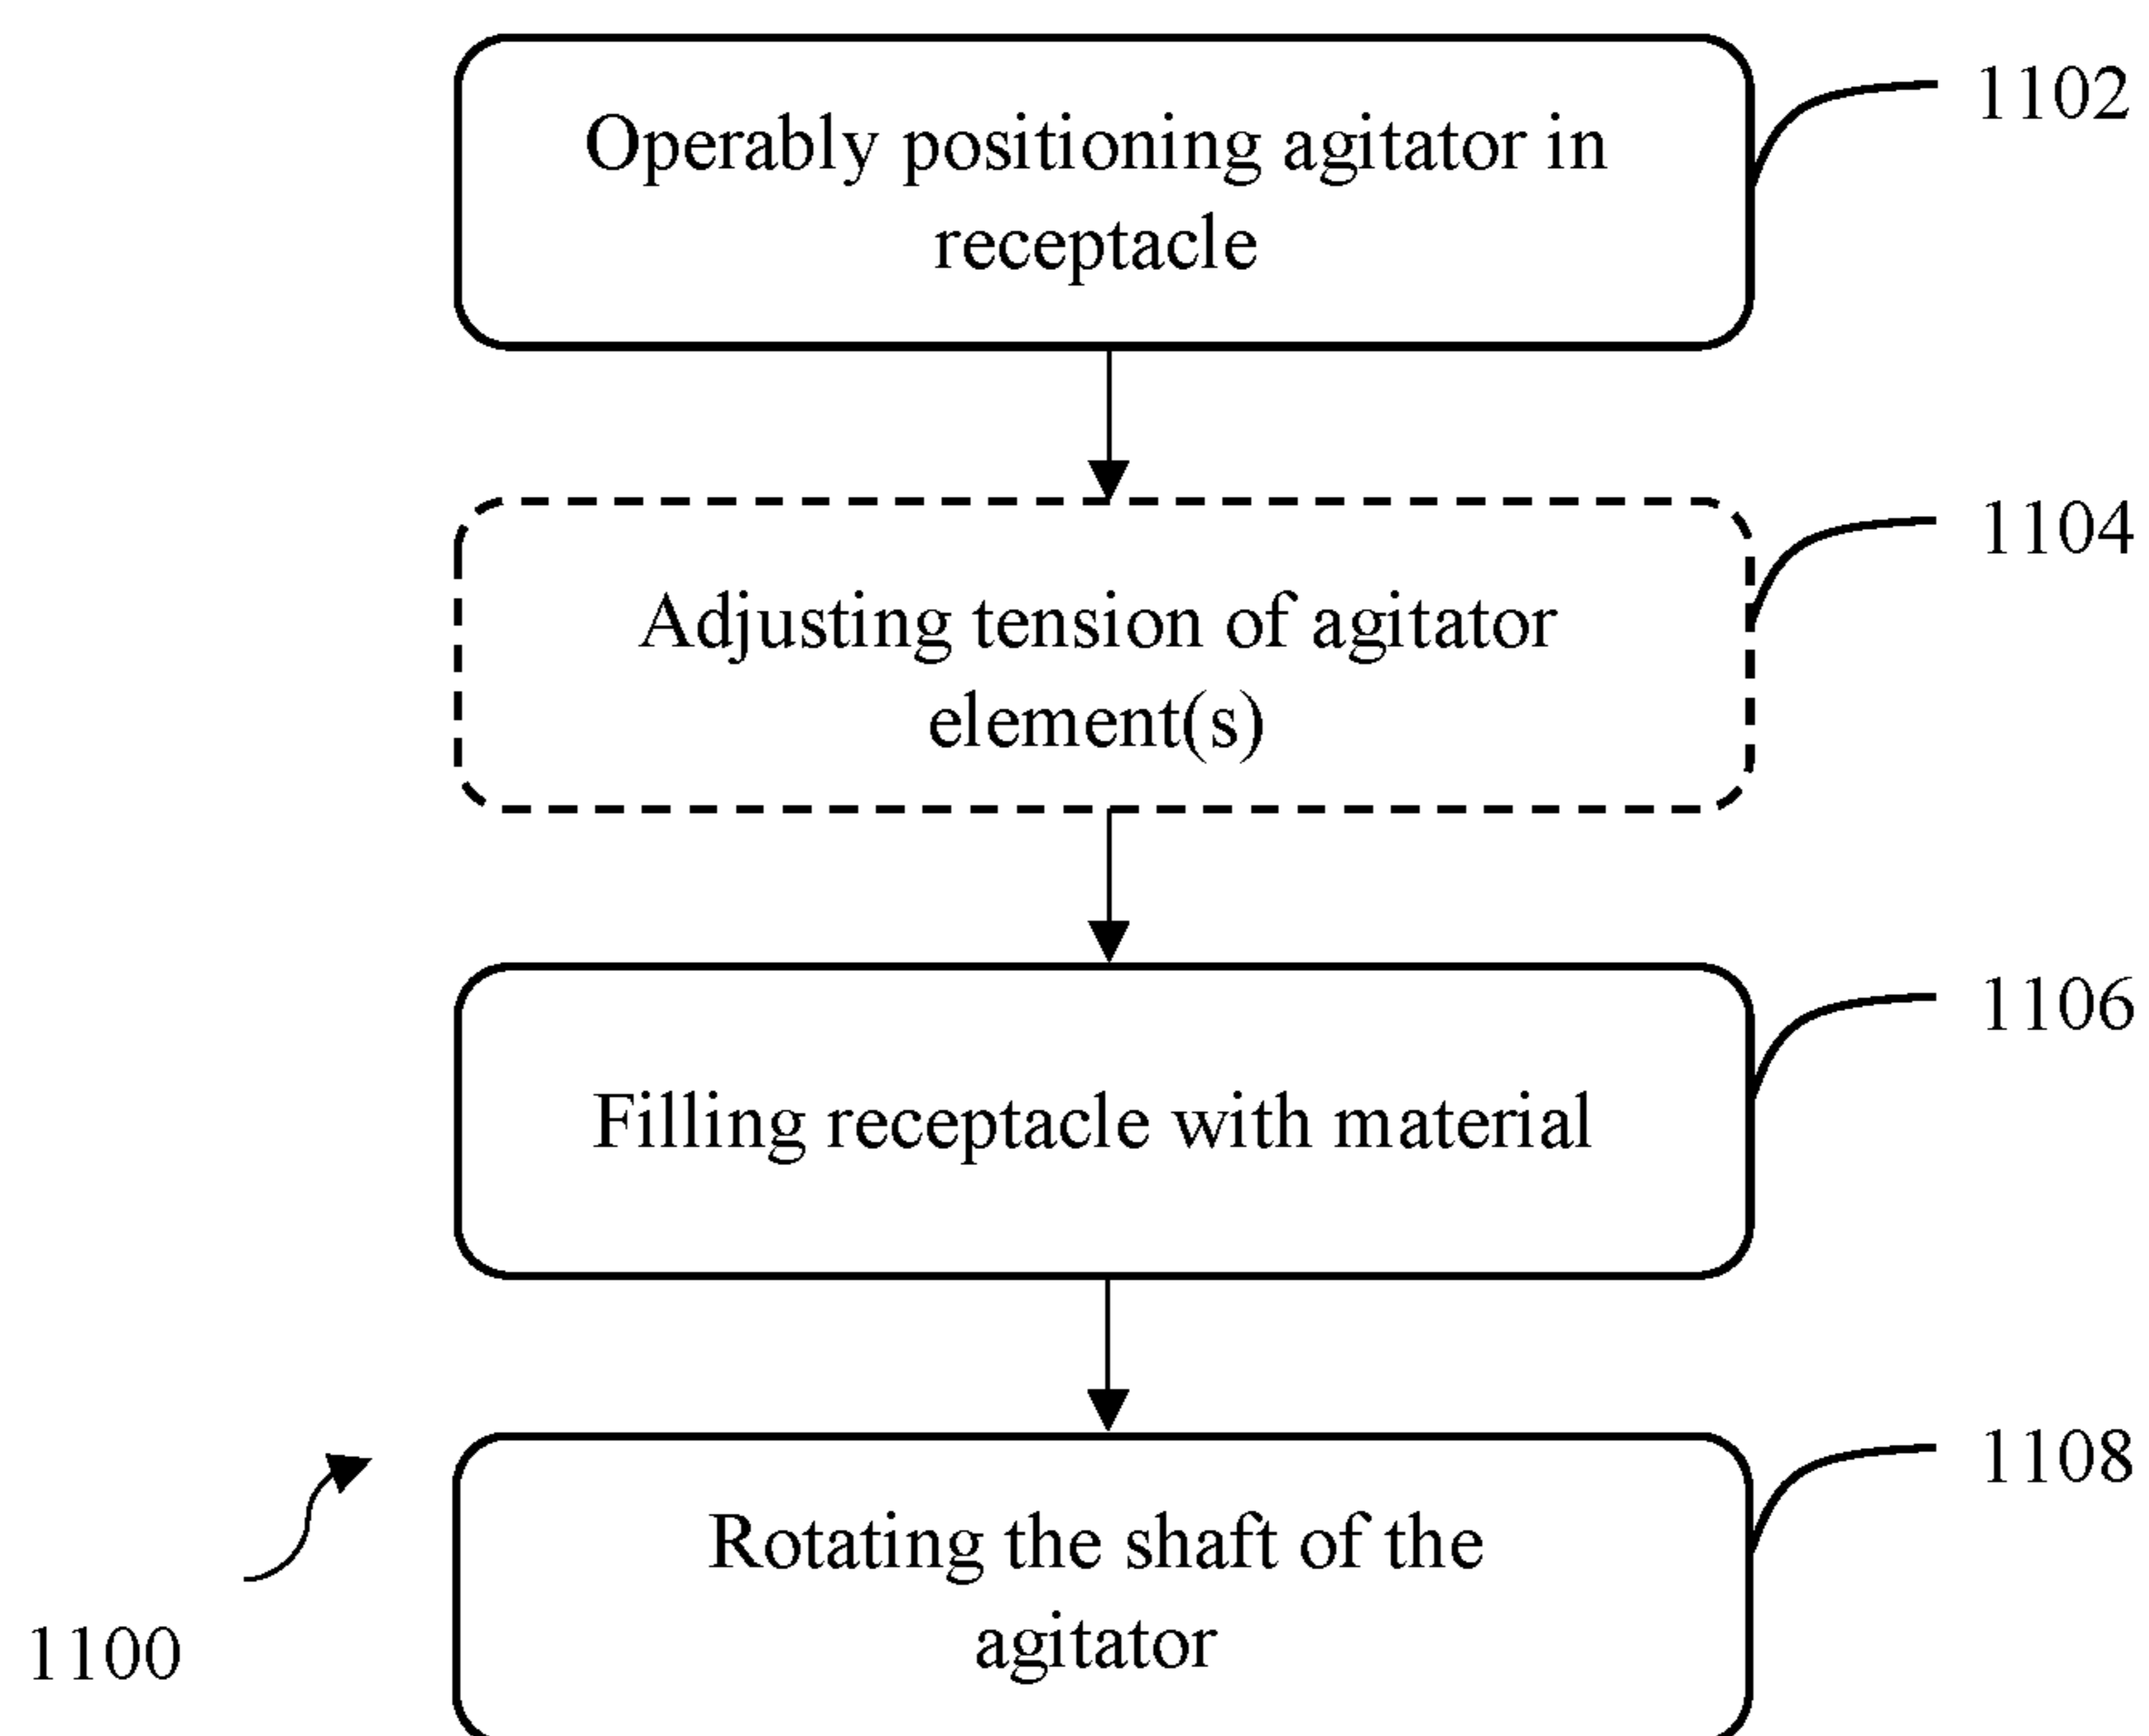 Operably positioning agitator in
receptacle
1102
Adjusting tension of agitator
element(s)
1104
Filling receptacle with material
1106
Rotating the shaft of the
agitator
1108
1100